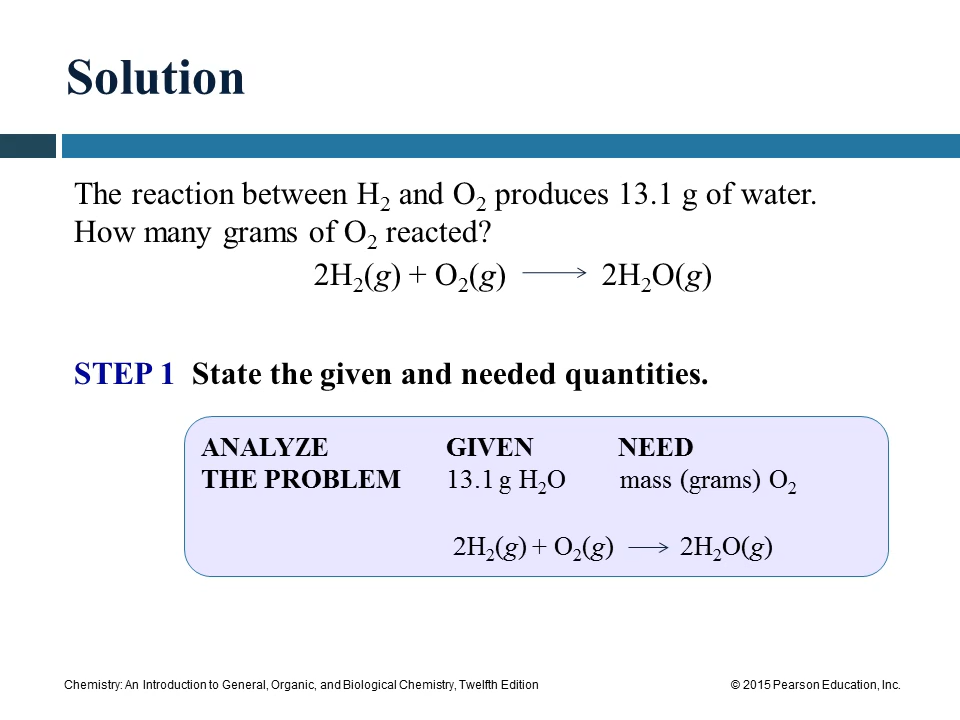 Solution
The reaction between H₂ and O₂ produces 13.1 g of water.
How many grams of O₂ reacted?
2H₂(g) + O₂(g) ⟶ 2H₂O(g)
STEP 1 State the given and needed quantities.
ANALYZE GIVEN NEED
THE PROBLEM 13.1 g H₂O mass (grams) O₂
2H₂(g) + O₂(g) ⟶ 2H₂O(g)
Chemistry: An Introduction to General, Organic, and Biological Chemistry, Twelfth Edition © 2015 Pearson Education, Inc.